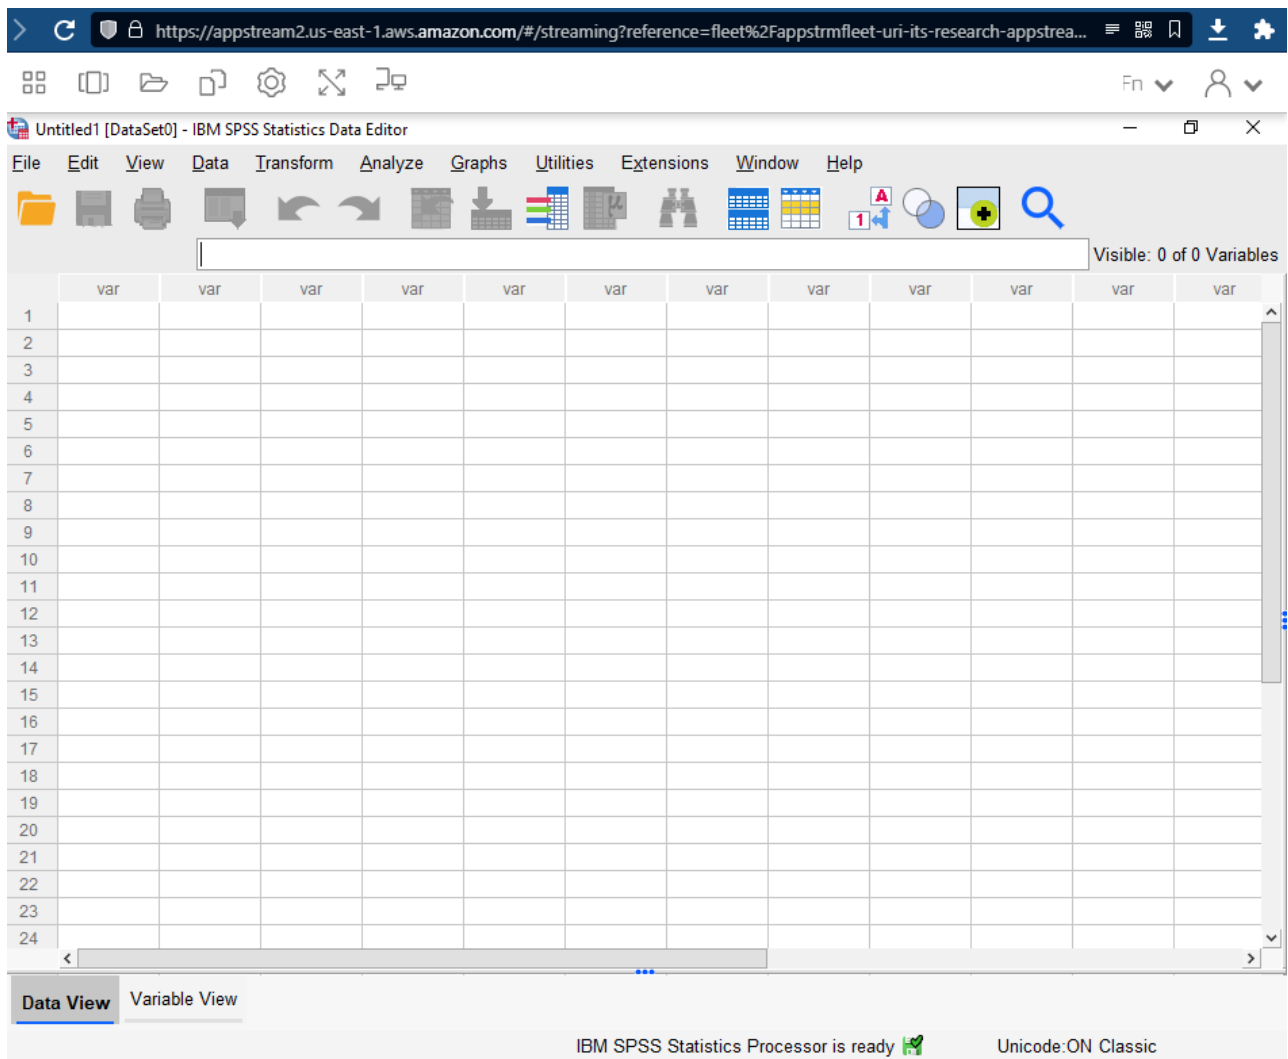 https://appstream2.us-east-1.aws.amazon.com/#/streaming?reference=fleet%2Fappstrmfleet-uri-its-research-appstrea...
Fn
Untitled1 [DataSet0] - IBM SPSS Statistics Data Editor
File Edit View Data Transform Analyze Graphs Utilities Extensions Window Help
A
1
μ
Visible: 0 of 0 Variables
var var var var var var var var var var var var
1
2
3
4
5
6
7
8
9
10
11
12
13
14
15
16
17
18
19
20
21
22
23
24
Data View Variable View
IBM SPSS Statistics Processor is ready Unicode:ON Classic